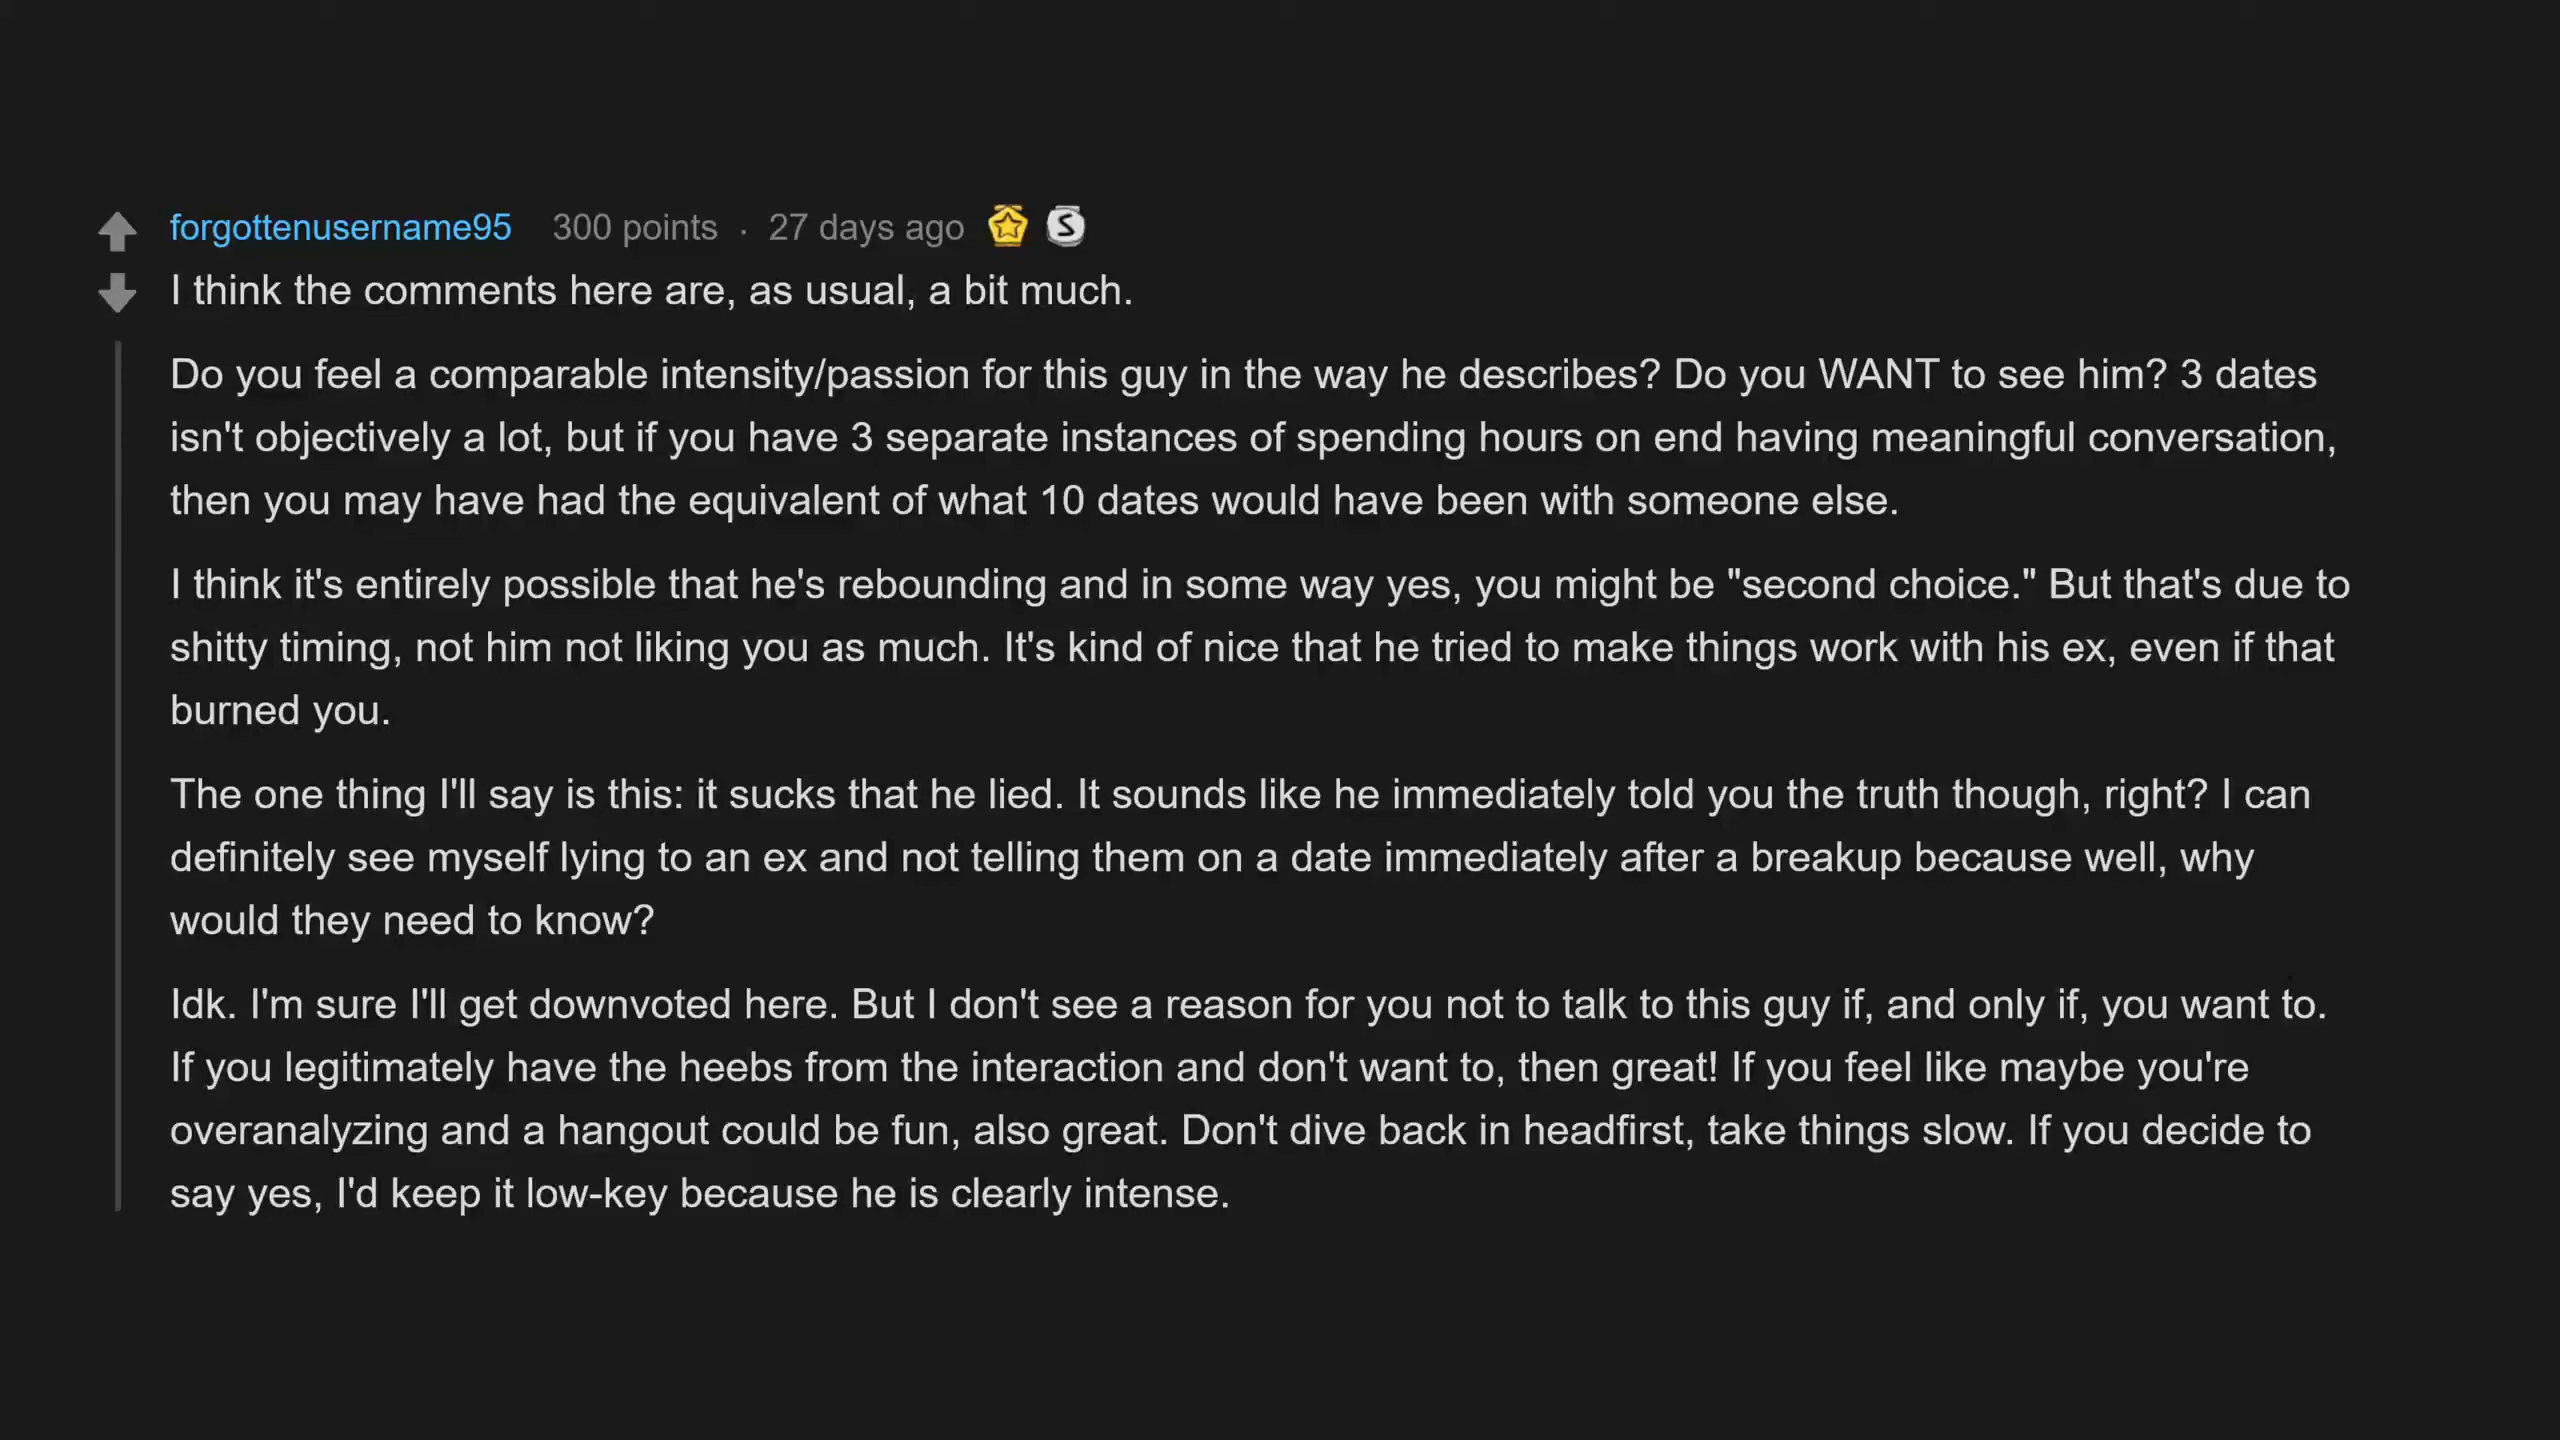 forgottenusername95 300 points · 27 days ago
I think the comments here are, as usual, a bit much.
Do you feel a comparable intensity/passion for this guy in the way he describes? Do you WANT to see him? 3 dates
isn't objectively a lot, but if you have 3 separate instances of spending hours on end having meaningful conversation,
then you may have had the equivalent of what 10 dates would have been with someone else.
I think it's entirely possible that he's rebounding and in some way yes, you might be "second choice." But that's due to
shitty timing, not him not liking you as much. It's kind of nice that he tried to make things work with his ex, even if that
burned you.
The one thing I'll say is this: it sucks that he lied. It sounds like he immediately told you the truth though, right? I can
definitely see myself lying to an ex and not telling them on a date immediately after a breakup because well, why
would they need to know?
Idk. I'm sure I'll get downvoted here. But I don't see a reason for you not to talk to this guy if, and only if, you want to.
If you legitimately have the heebs from the interaction and don't want to, then great! If you feel like maybe you're
overanalyzing and a hangout could be fun, also great. Don't dive back in headfirst, take things slow. If you decide to
say yes, I'd keep it low-key because he is clearly intense.